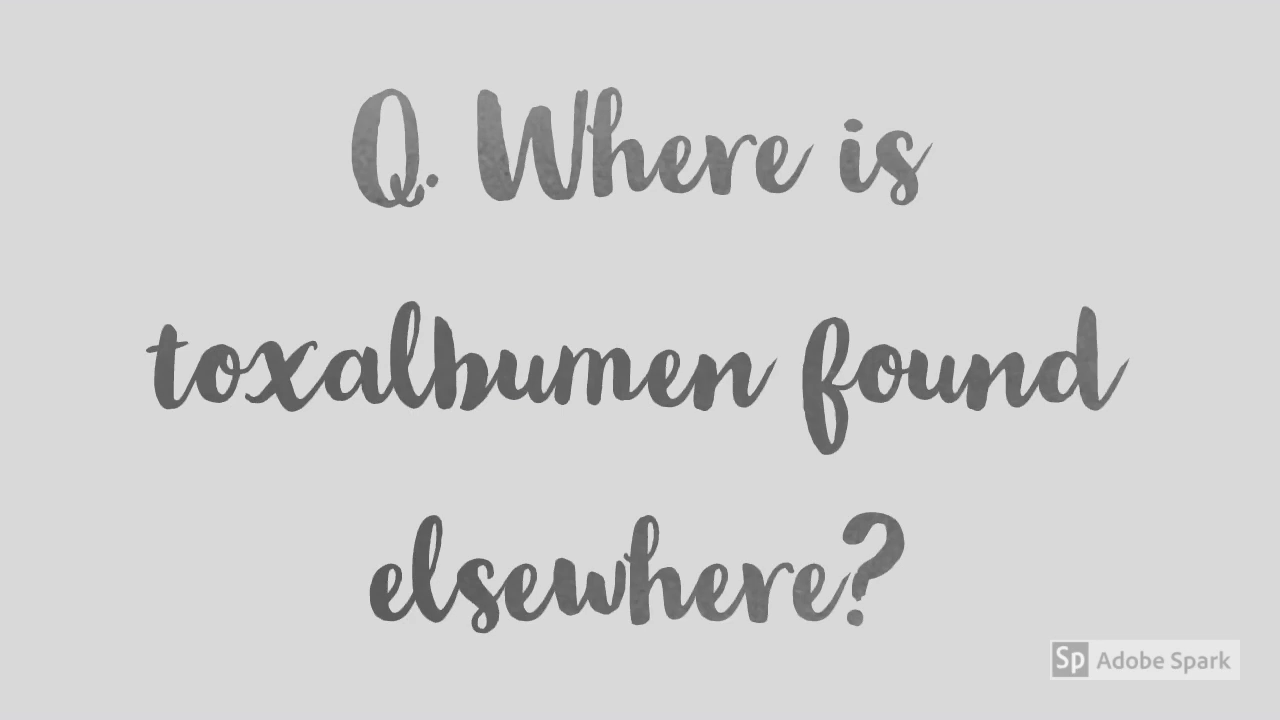 Q. Where is
toxalbumen found
elsewhere?
Sp Adobe Spark